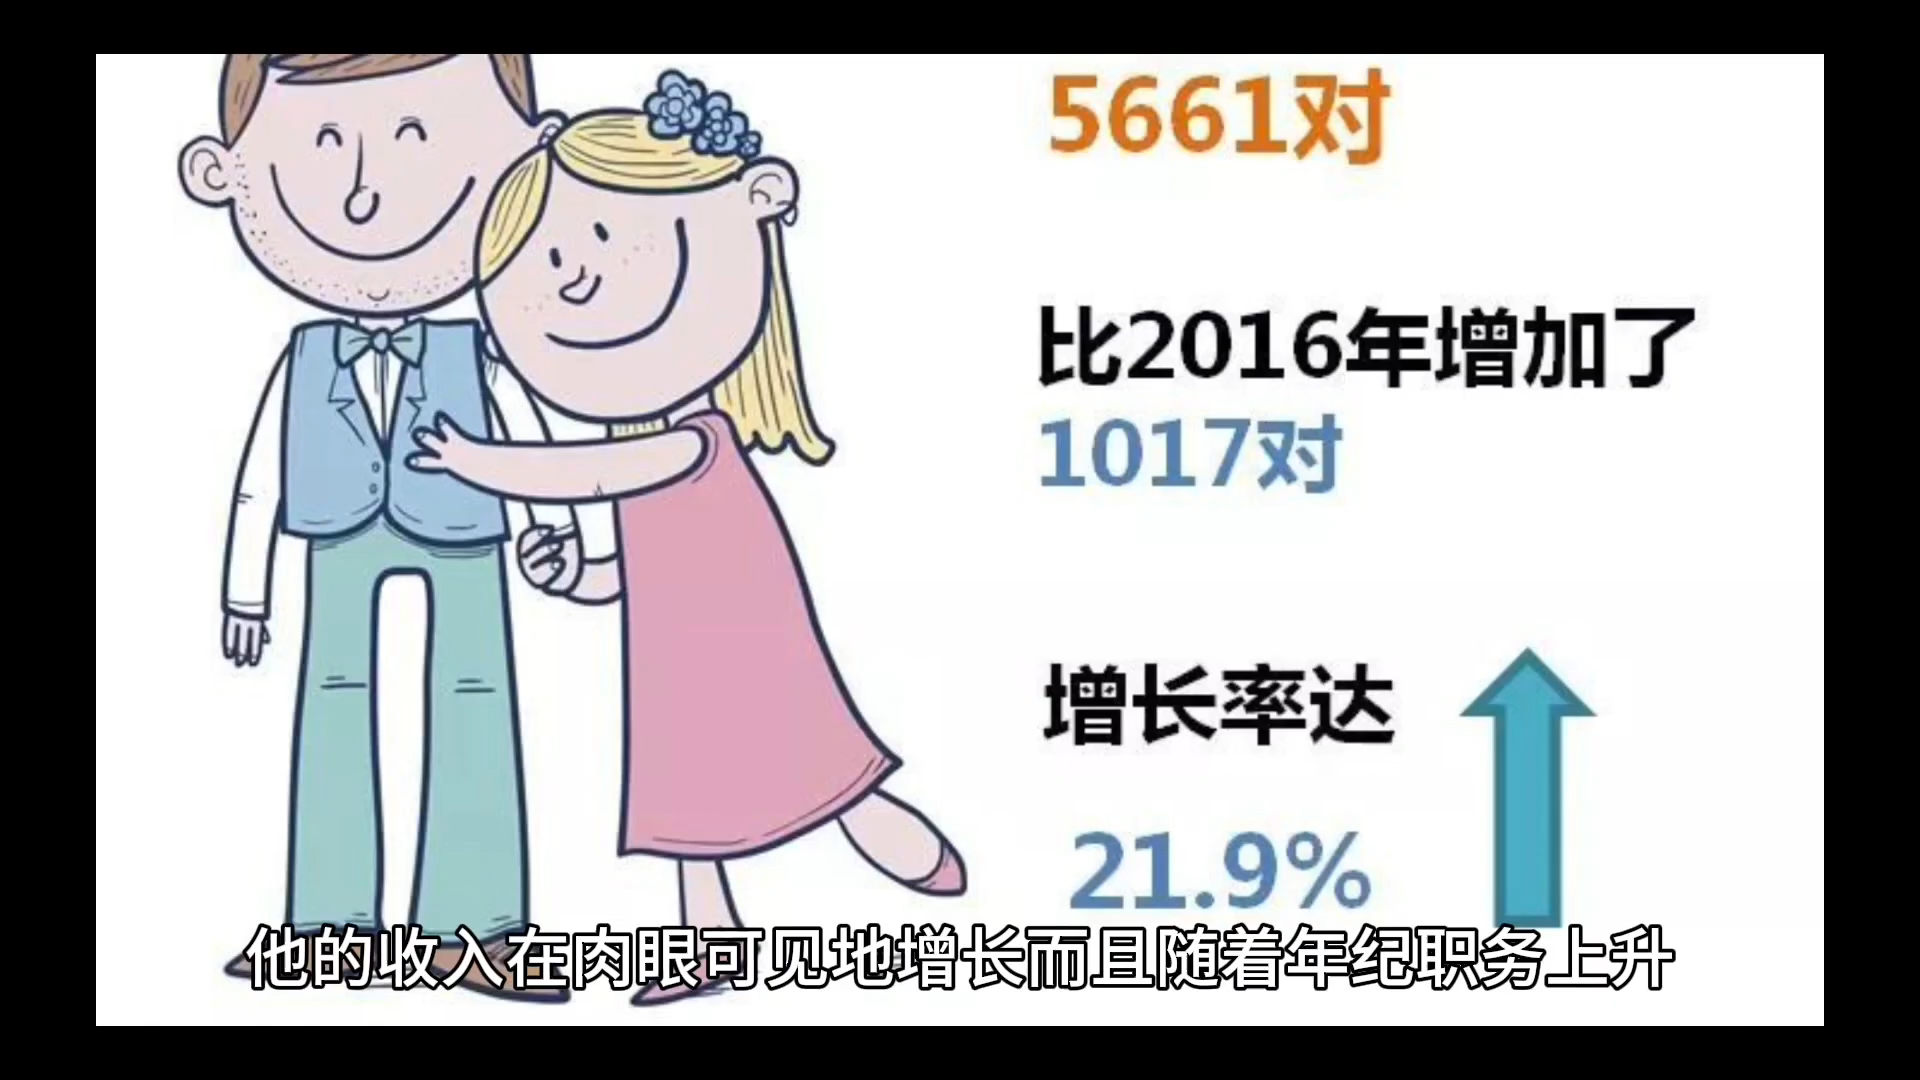 5661对
比2016年增加了
1017对
增长率达
21.9%
他的收入在肉眼可见地增长而且随着年纪职务上升